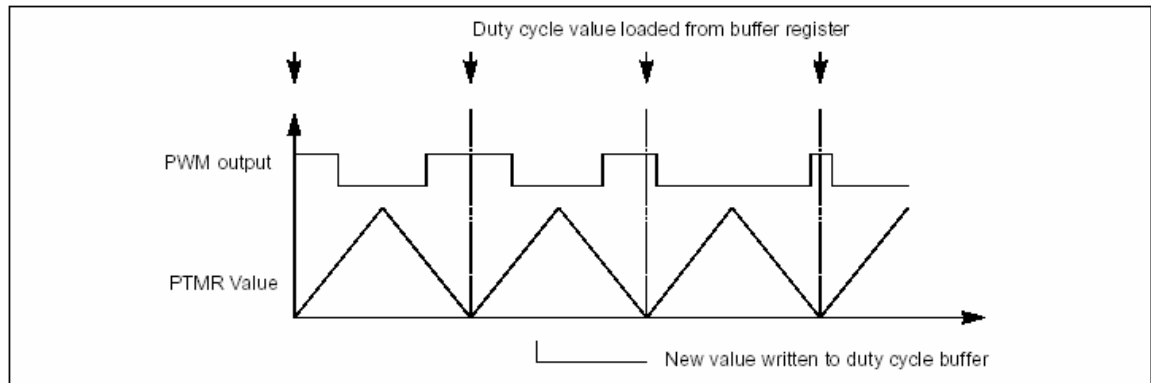 Duty cycle value loaded from buffer register
PWM output
PTMR Value
New value written to duty cycle buffer